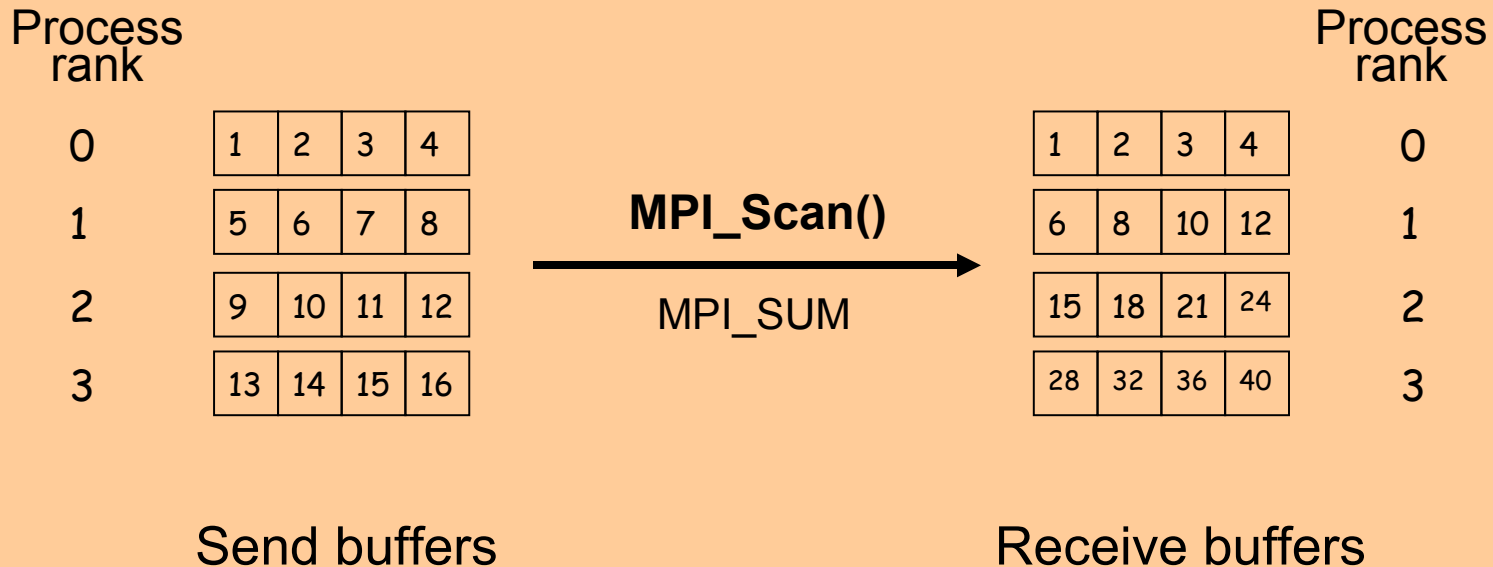 Process Process
rank rank
0 1 2 3 4 1 2 3 4 0
1 5 6 7 8 MPI_Scan() 6 8 10 12 1
2 9 10 11 12 MPI_SUM 15 18 21 24 2
3 13 14 15 16 28 32 36 40 3
Send buffers Receive buffers